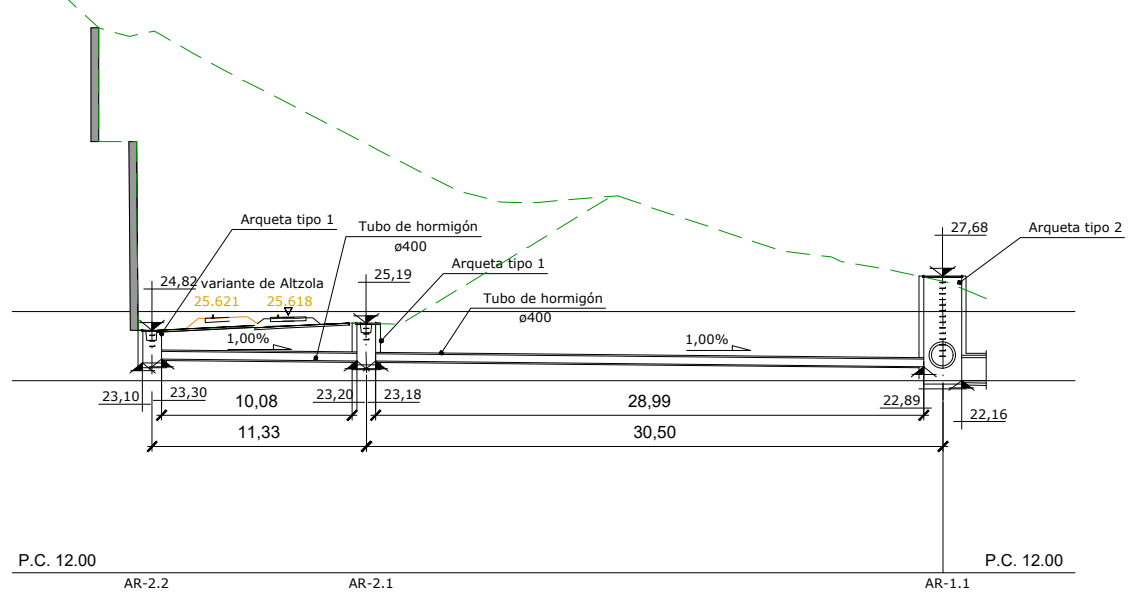 Arqueta tipo 1
Tubo de hormigón
ø400
27,68
Arqueta tipo 2
Arqueta tipo 1
24,82
variante de Altzola
25,19
25.621
25.618
Tubo de hormigón
ø400
1,00%
1,00%
23,10
23,30
10,08
23,20
23,18
28,99
22,89
22,16
11,33
30,50
P.C. 12.00
P.C. 12.00
AR-2.2
AR-2.1
AR-1.1